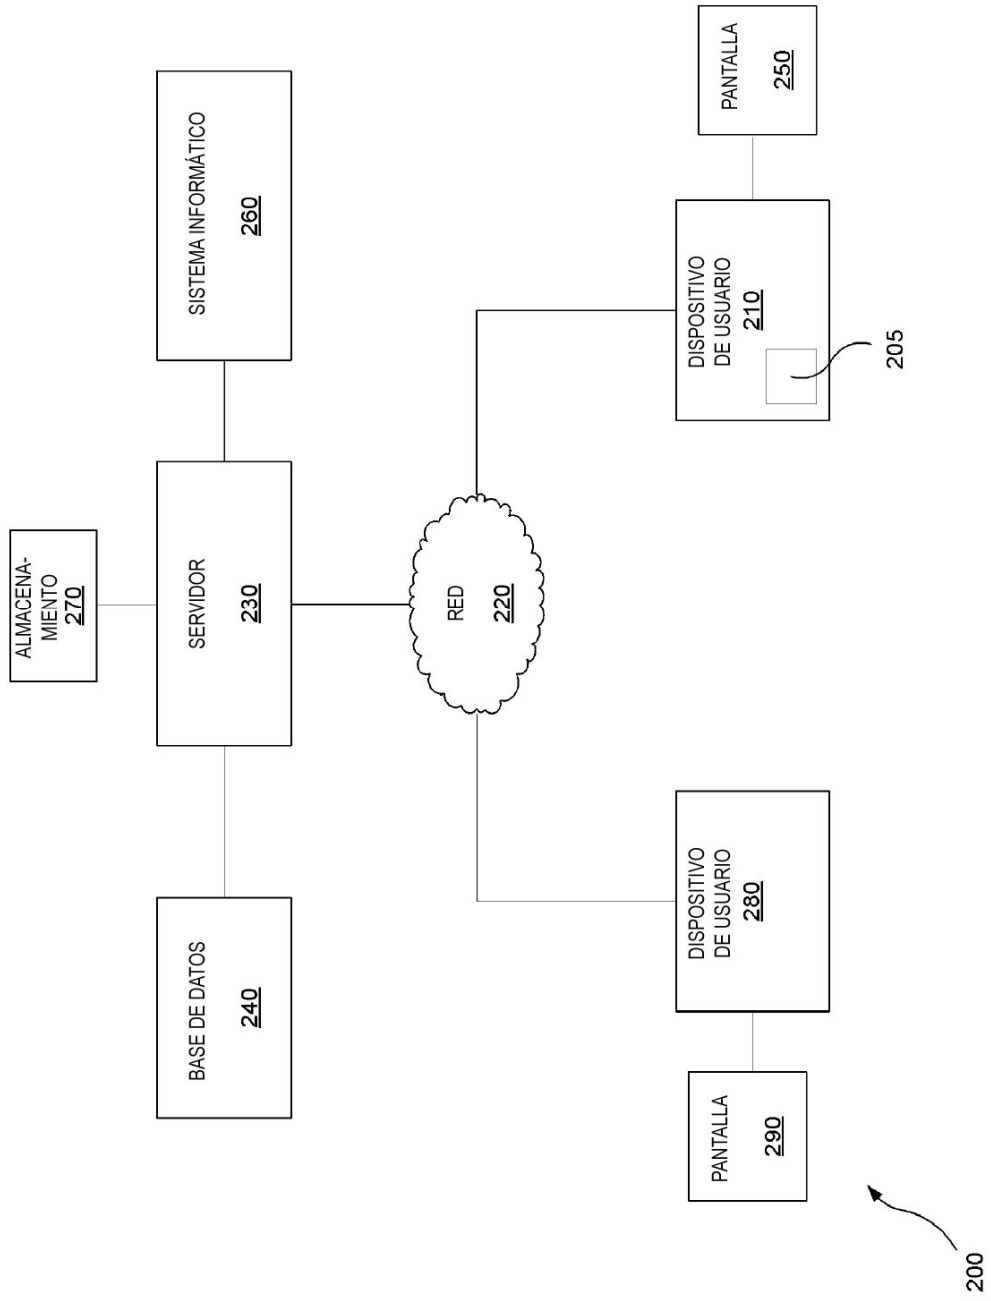 ALMACENA-
MIENTO
270
BASE DE DATOS
240
SERVIDOR
230
SISTEMA INFORMÁTICO
260
RED
220
PANTALLA
290
DISPOSITIVO
DE USUARIO
280
DISPOSITIVO
DE USUARIO
210
PANTALLA
250
205
200